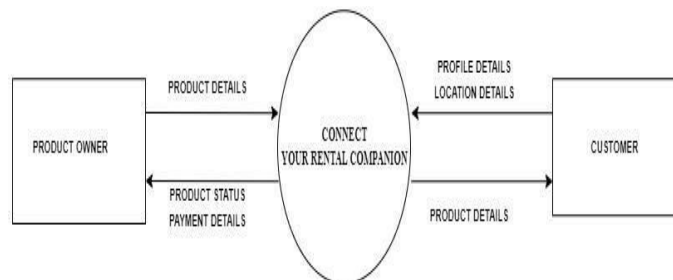 PRODUCT OWNER
PRODUCT DETAILS
PRODUCT STATUS
PAYMENT DETAILS
CONNECT
YOUR RENTAL COMPANION
PROFILE DETAILS
LOCATION DETAILS
PRODUCT DETAILS
CUSTOMER